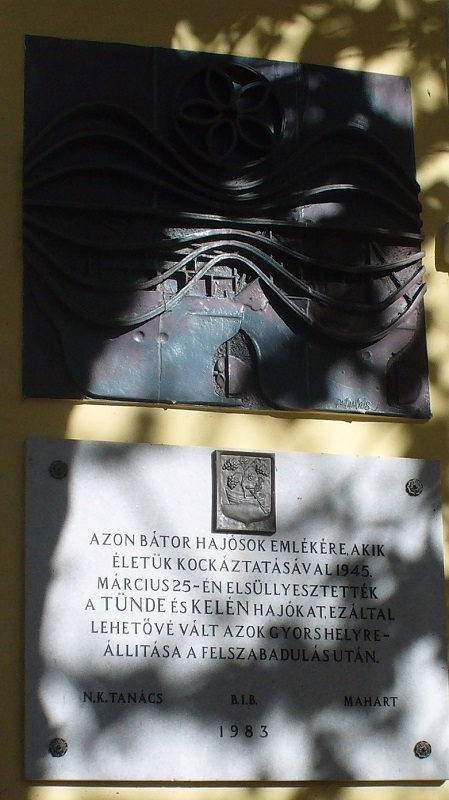 AZON BÁTOR HAJÓSOK EMLÉKÉRE, AKIK
ÉLETÜK KOCKÁZTATÁSÁVAL 1945.
MÁRCIUS 25-ÉN ELSÜLLYESZTETTÉK
A TÜNDE ÉS KELÉN HAJÓKAT, EZÁLTAL
LEHETŐVÉ VÁLT AZOK GYORS HELYRE-
ÁLLITÁSA A FELSZABADULÁS UTÁN.
N.K. TANÁCS B.I.B. MAHART
1983